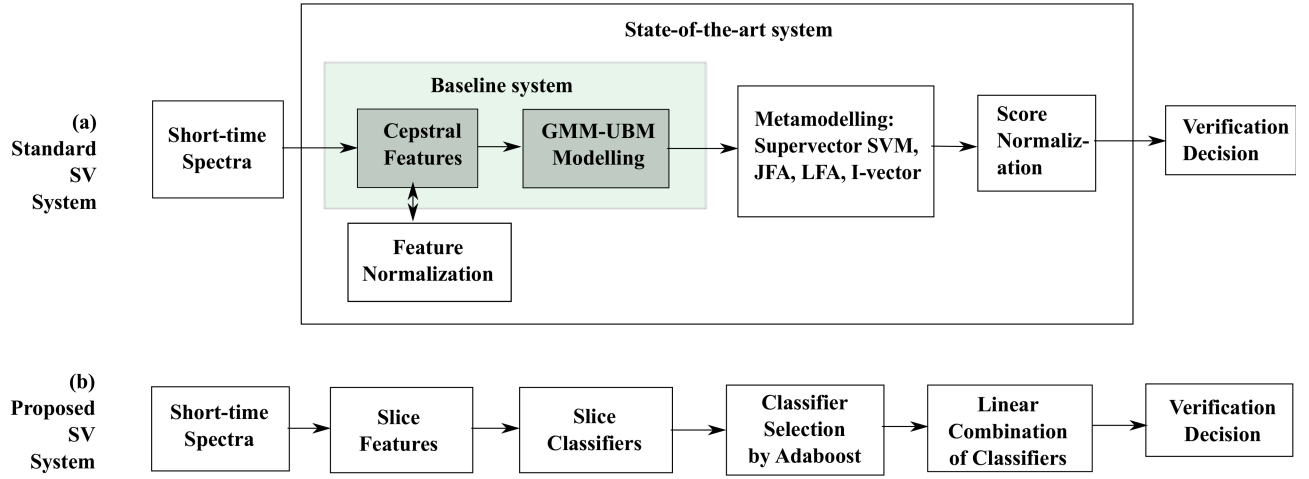 State-of-the-art system
Baseline system
(a)
Standard
SV
System
Short-time
Spectra
Cepstral
Features
GMM-UBM
Modelling
Metamodelling:
Supervector SVM,
JFA, LFA, I-vector
Score
Normaliz-
ation
Verification
Decision
Feature
Normalization
(b)
Proposed
SV
System
Short-time
Spectra
Slice
Features
Slice
Classifiers
Classifier
Selection
by Adaboost
Linear
Combination
of Classifiers
Verification
Decision